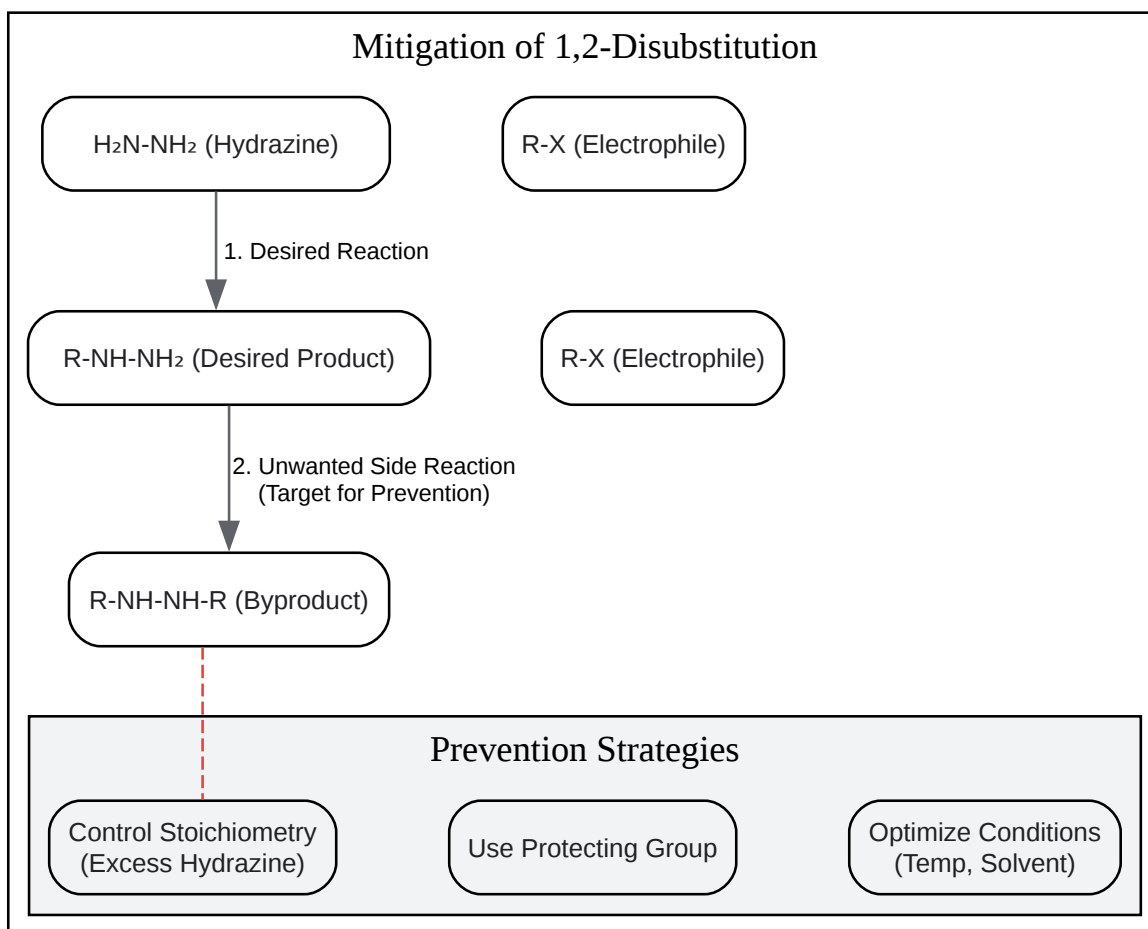 Mitigation of 1,2-Disubstitution
H₂N-NH₂ (Hydrazine)
R-X (Electrophile)
1. Desired Reaction
R-NH-NH₂ (Desired Product)
R-X (Electrophile)
2. Unwanted Side Reaction
(Target for Prevention)
R-NH-NH-R (Byproduct)
Prevention Strategies
Control Stoichiometry
(Excess Hydrazine)
Use Protecting Group
Optimize Conditions
(Temp, Solvent)